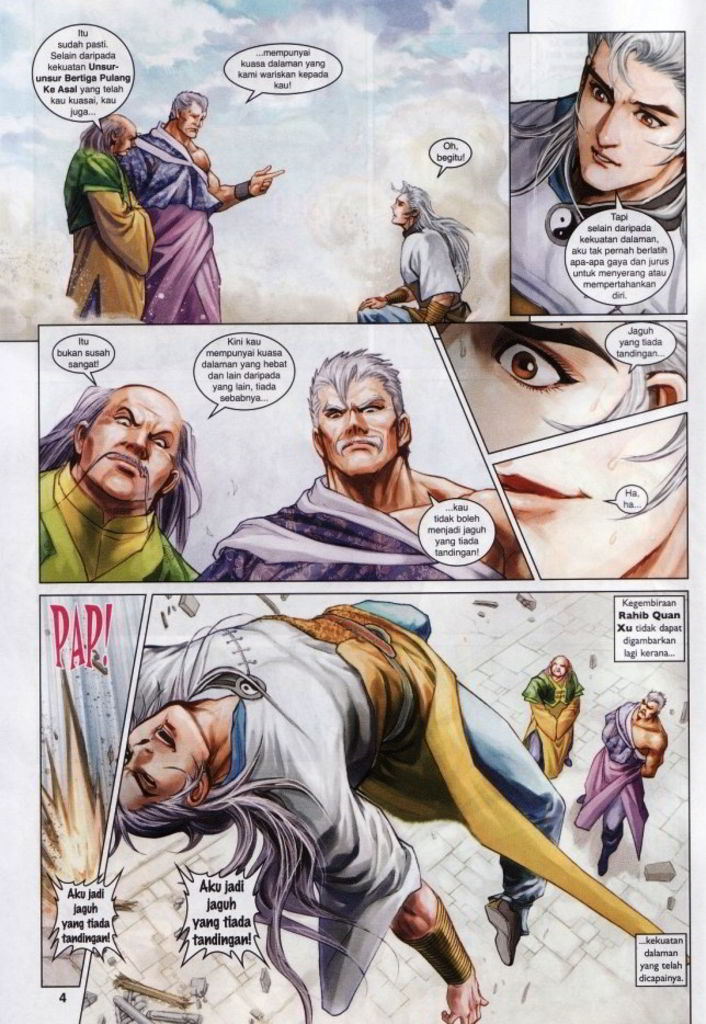 Itu
sudah pasti.
Selain daripada
kekuatan Unsur-
unsur Bertiga Pulang
Ke Asal yang telah
kau kuasai, kau
juga...
...mempunyai
kuasa dalaman yang
kami wariskan kepada
kau!
Oh,
begitu!
Tapi
selain daripada
kekuatan dalaman,
aku tak pernah berlatih
apa-apa gaya dan jurus
untuk menyerang atau
mempertahankan
diri.
Itu
bukan susah
sangat!
Kini kau
mempunyai kuasa
dalaman yang hebat
dan lain daripada
yang lain, tiada
sebabnya...
...kau
tidak boleh
menjadi jaguh
yang tiada
tandingan!
Jaguh
yang tiada
tandingan...
Ha,
ha...
PAP!
Aku jadi
jaguh
yang tiada
tandingan!
Aku jadi
jaguh
yang tiada
tandingan!
Kegembiraan
Rahib Quan
Xu tidak dapat
digambarkan
lagi kerana...
...kekuatan
dalaman
yang telah
dicapainya.
4